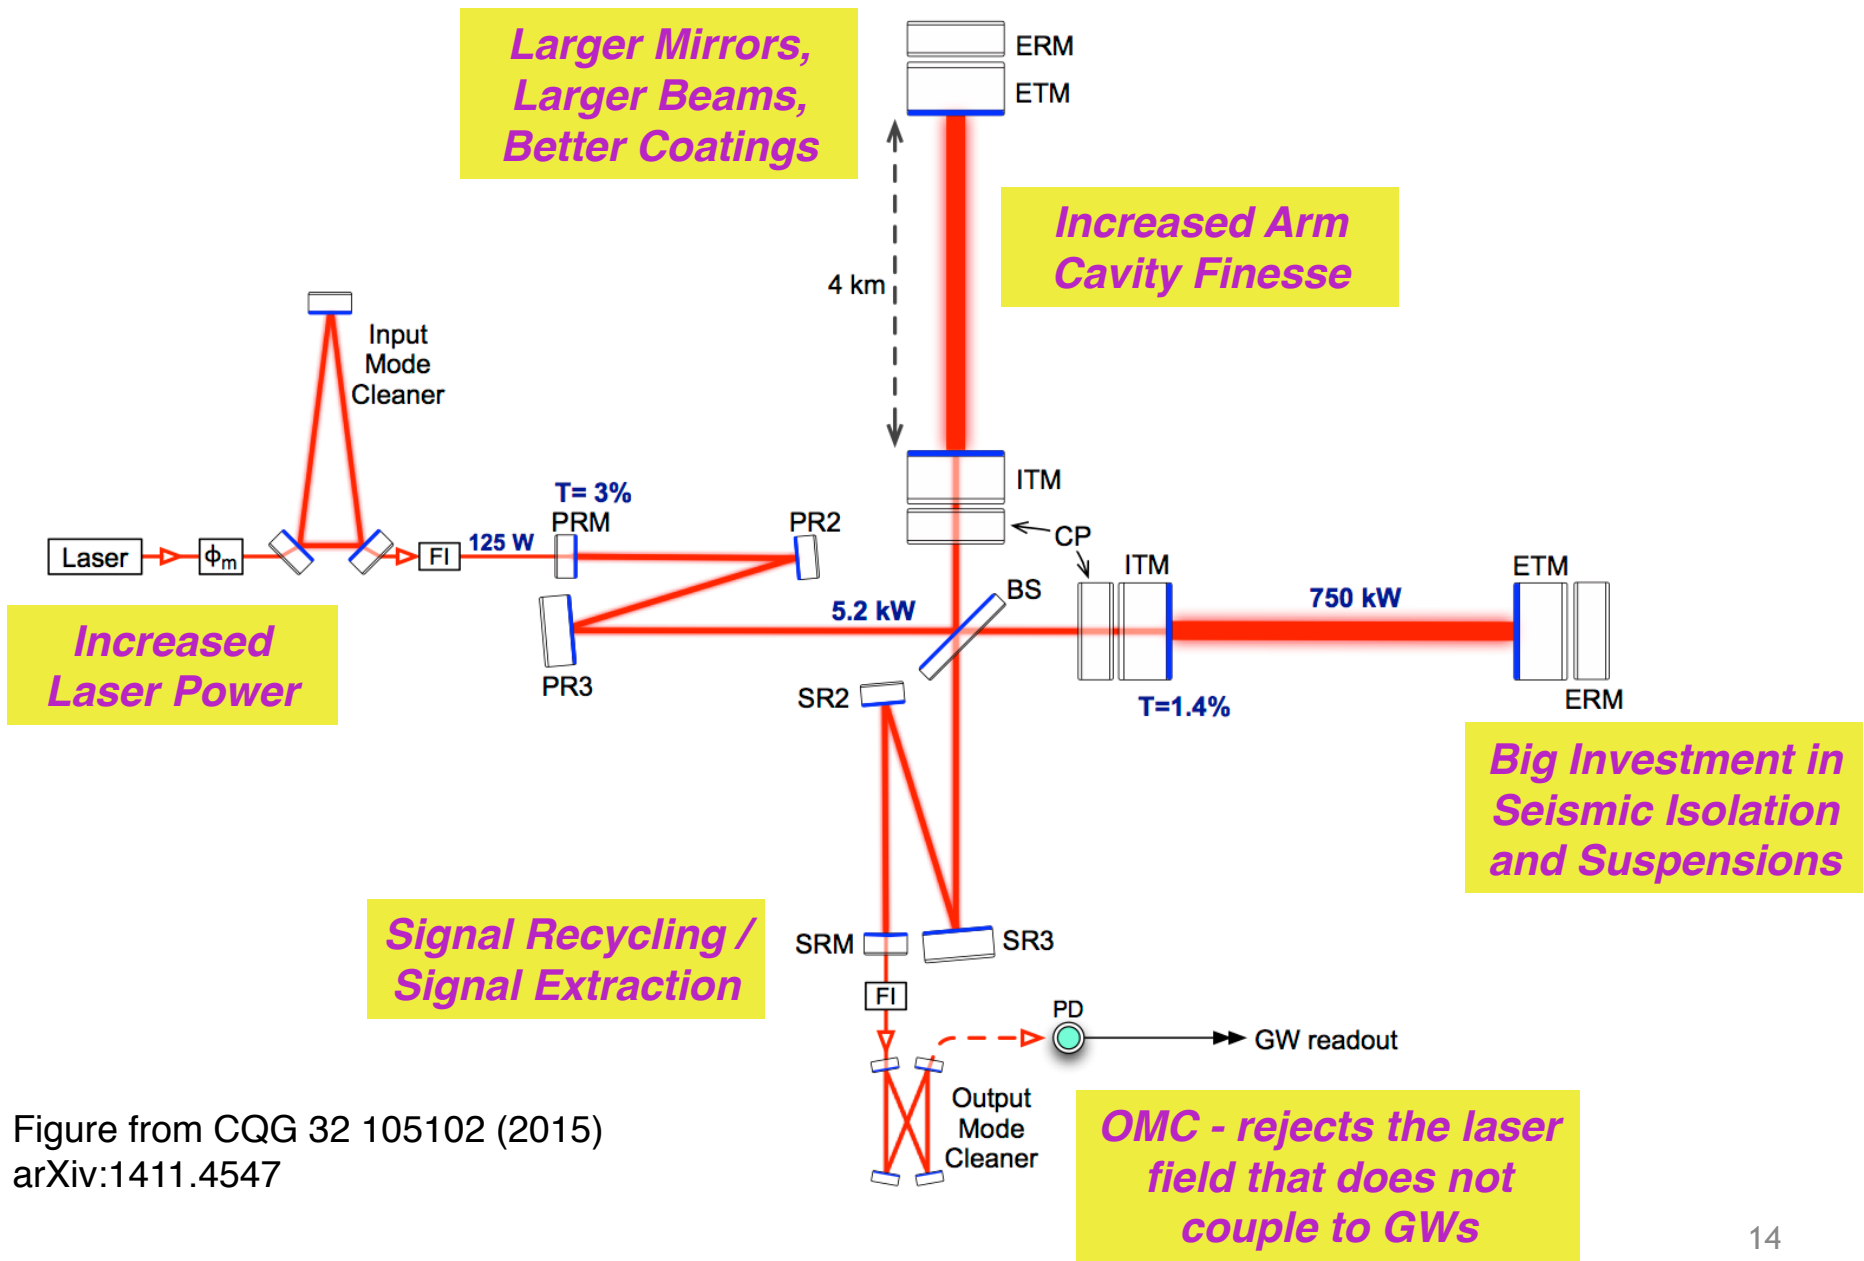 Larger Mirrors,
Larger Beams,
Better Coatings
ERM
ETM
Increased Arm
Cavity Finesse
4 km
Input
Mode
Cleaner
ITM
CP
T= 3%
PRM
PR2
Laser
ϕm
FI
125 W
ITM
ETM
BS
5.2 kW
750 kW
Increased
Laser Power
PR3
SR2
T=1.4%
ERM
Big Investment in
Seismic Isolation
and Suspensions
Signal Recycling /
Signal Extraction
SRM
SR3
FI
PD
GW readout
Output
Mode
Cleaner
OMC - rejects the laser
field that does not
couple to GWs
Figure from CQG 32 105102 (2015)
arXiv:1411.4547
14